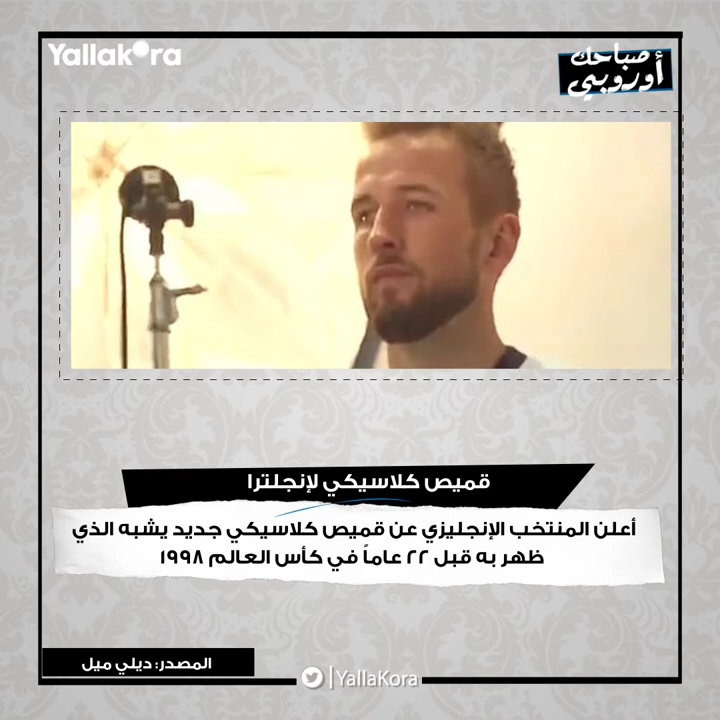 Yallakora
صباحك
أوروبي
قميص كلاسيكي لإنجلترا
أعلن المنتخب الإنجليزي عن قميص كلاسيكي جديد يشبه الذي
ظهر به قبل ٢٢ عاماً في كأس العالم ١٩٩٨
المصدر: ديلي ميل
YallaKora